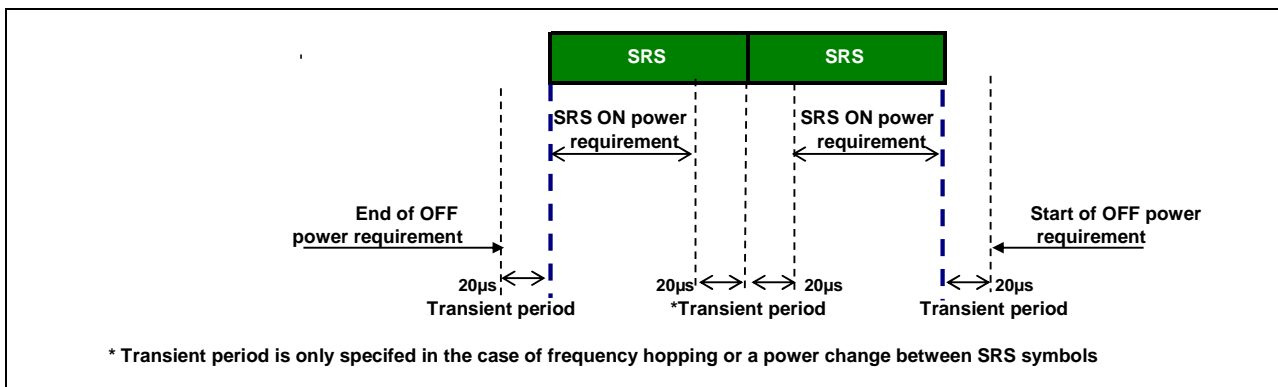 SRS
SRS
SRS ON power
requirement
SRS ON power
requirement
End of OFF
power requirement
Start of OFF power
requirement
20µs
20µs
20µs
20µs
Transient period
*Transient period
Transient period
* Transient period is only specifed in the case of frequency hopping or a power change between SRS symbols